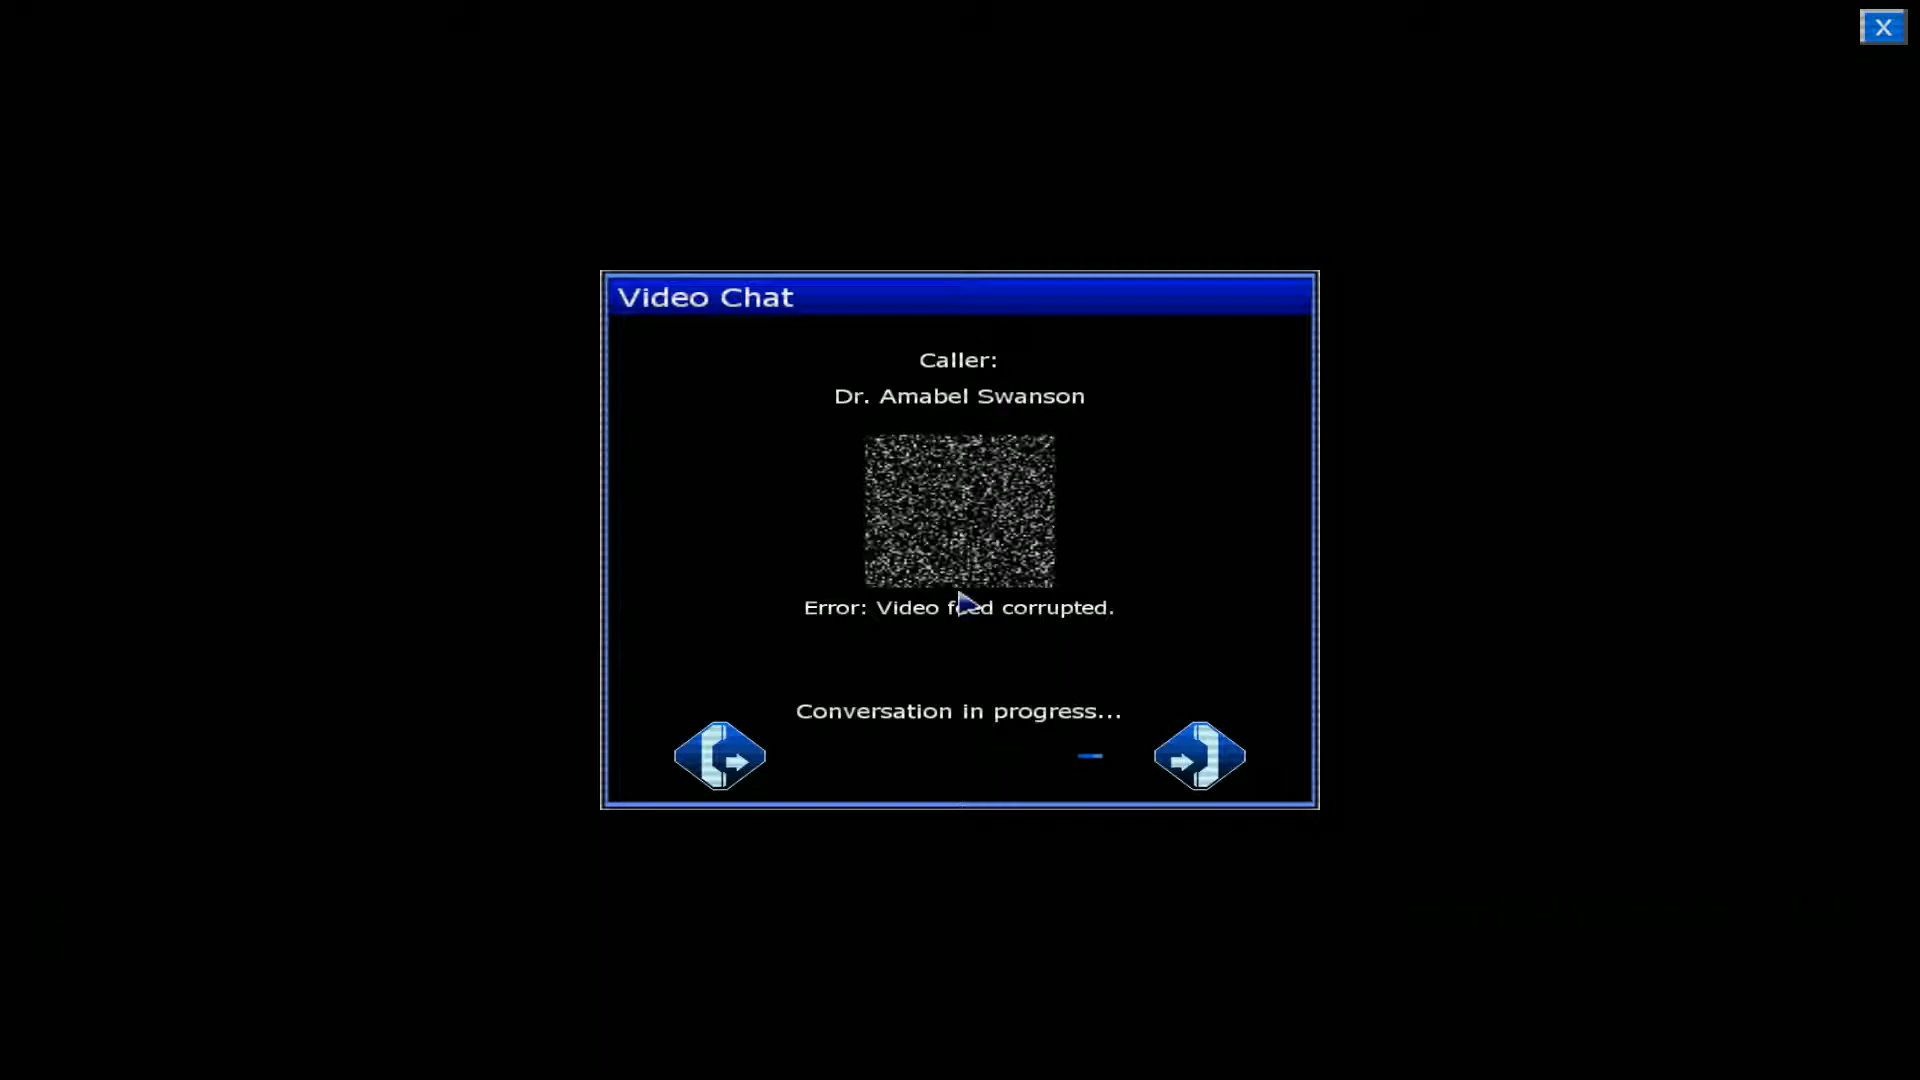 X
Video Chat
Caller:
Dr. Amabel Swanson
Error: Video feed corrupted.
Conversation in progress...